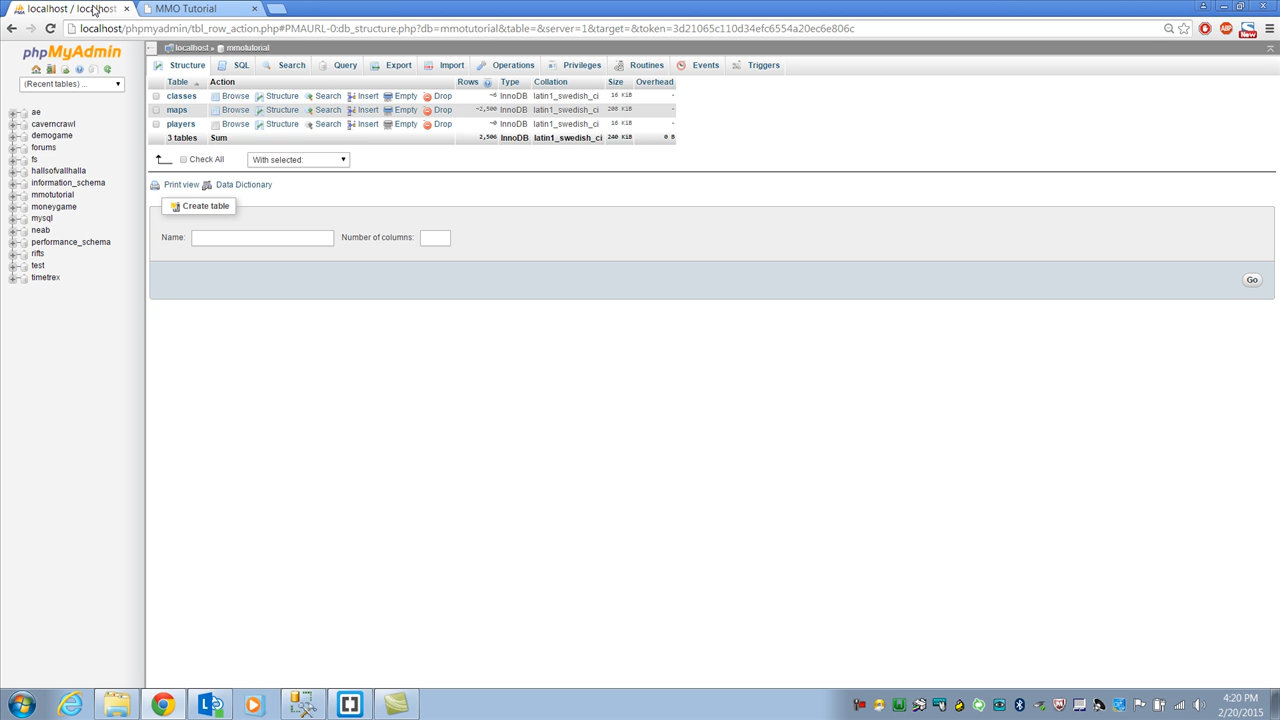 localhost / localhost × MMO Tutorial ×
localhost/phpmyadmin/tbl_row_action.php#PMAURL-0:db_structure.php?db=mmotutorial&table=&server=1&target=&token=3d21065c110d34efc6554a20ec6e806c
phpMyAdmin
(Recent tables) ...
ae
caverncrawl
demogame
forums
fs
hallsofvallhalla
information_schema
mmotutorial
moneygame
mysql
neab
performance_schema
rifts
test
timetrex
localhost » mmotutorial
Structure SQL Search Query Export Import Operations Privileges Routines Events Triggers
Table Action Rows Type Collation Size Overhead
classes Browse Structure Search Insert Empty Drop InnoDB latin1_swedish_ci 16 KiB -
maps Browse Structure Search Insert Empty Drop ~2,500 InnoDB latin1_swedish_ci 208 KiB -
players Browse Structure Search Insert Empty Drop InnoDB latin1_swedish_ci 16 KiB -
3 tables Sum 2,506 InnoDB latin1_swedish_ci 240 KiB 0 B
Check All With selected:
Print view Data Dictionary
Create table
Name: Number of columns:
Go
4:20 PM
2/20/2015